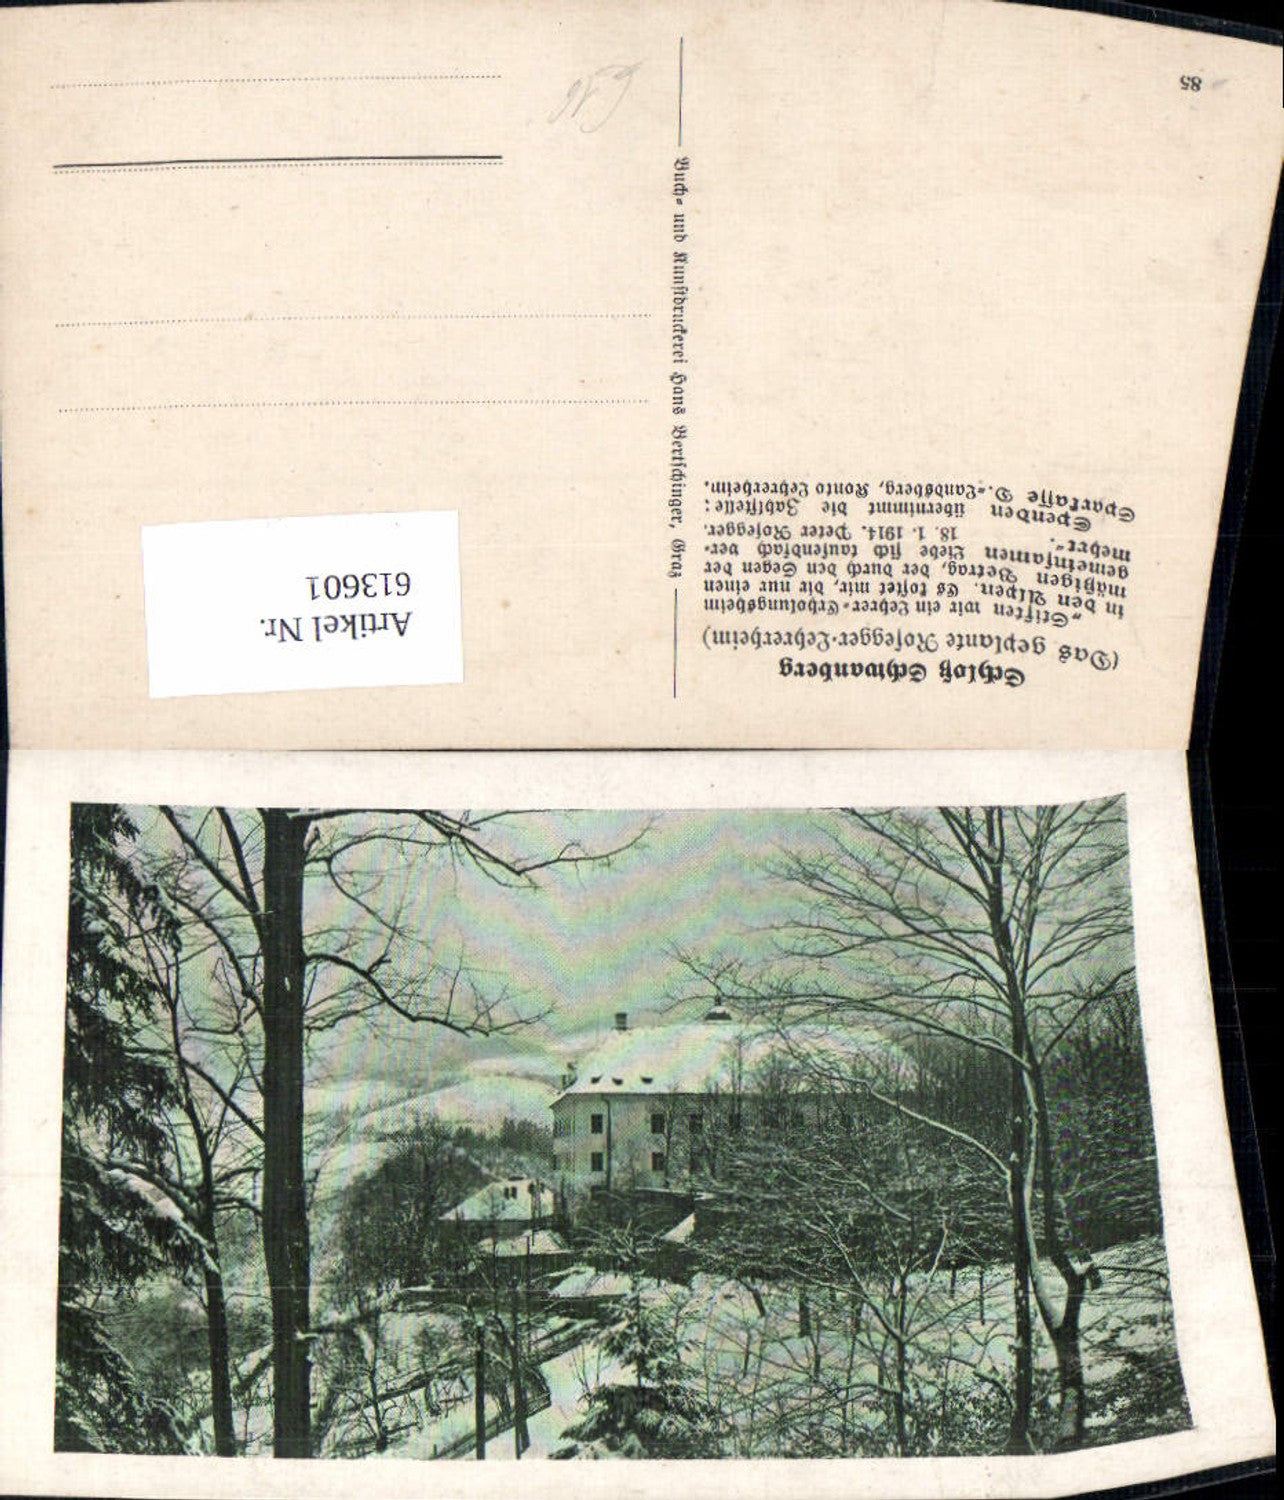 Schloß Schwanberg
(Das geplante Rosegger-Lehrerheim)
„Stiften wir ein Lehrer-Erholungsheim
in den Alpen. Es kostet mir, dir nur einen
mäßigen Betrag, der durch den Segen der
gemeinsamen Liebe sich tausendfach ver-
mehrt“.
18. 1. 1914. Peter Rosegger.
Spenden übernimmt die Zahlstelle:
Sparkasse D.-Landsberg, Konto Lehrerheim.
85
Buch- und Kunstdruckerei Hans Bertschinger, Graz
Artikel Nr.
613601